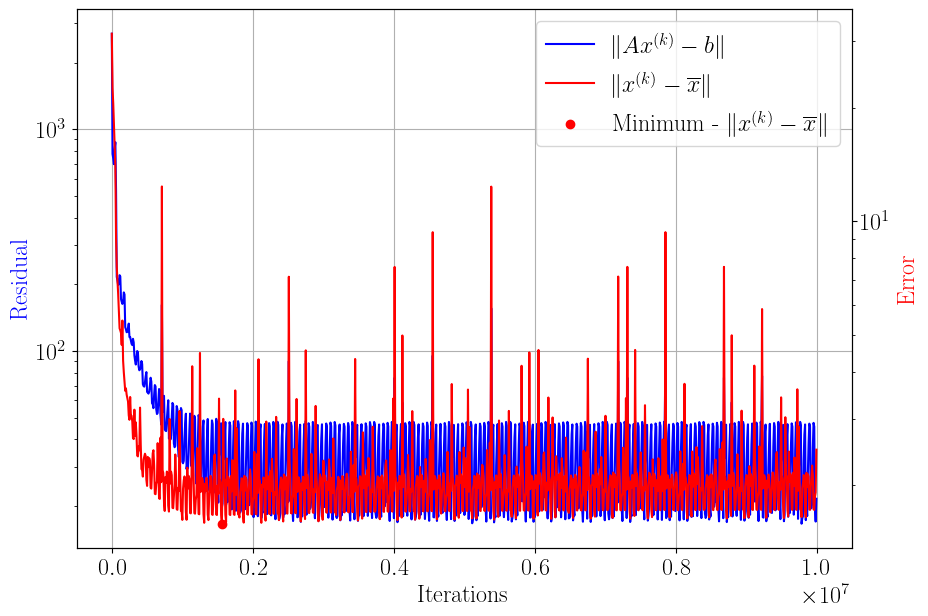 ‖Ax^(k) − b‖
‖x^(k) − x̅‖
Minimum - ‖x^(k) − x̅‖
10^3
10^2
10^1
Residual
Error
0.0 0.2 0.4 0.6 0.8 1.0
Iterations
×10^7